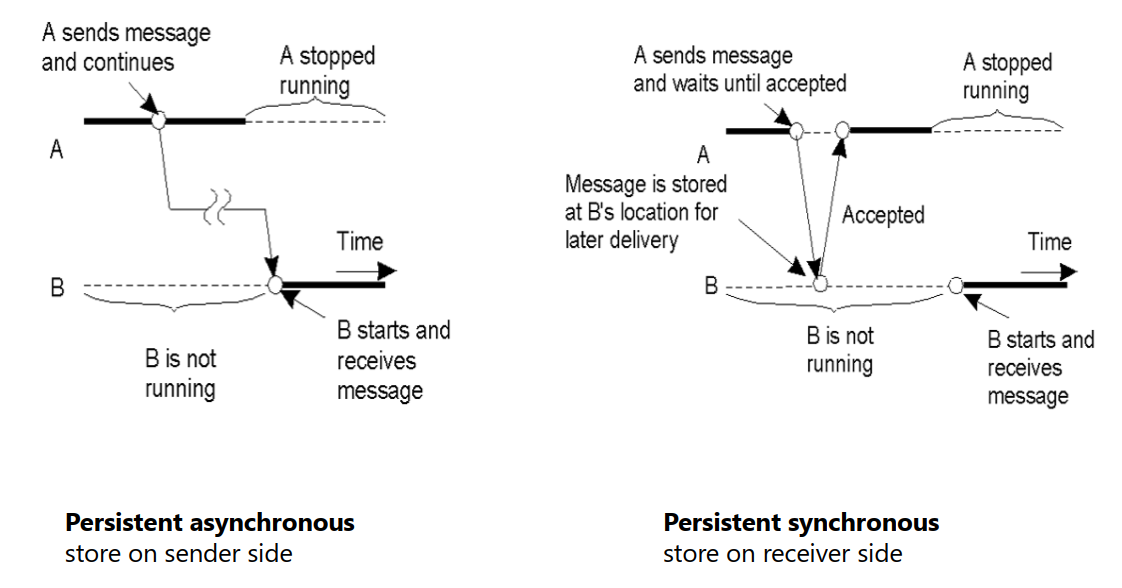 A sends message
and continues
A stopped
running
A
Time
B
B is not
running
B starts and
receives
message
Persistent asynchronous
store on sender side
A sends message
and waits until accepted
A stopped
running
A
Message is stored
at B's location for
later delivery
Accepted
Time
B
B is not
running
B starts and
receives
message
Persistent synchronous
store on receiver side